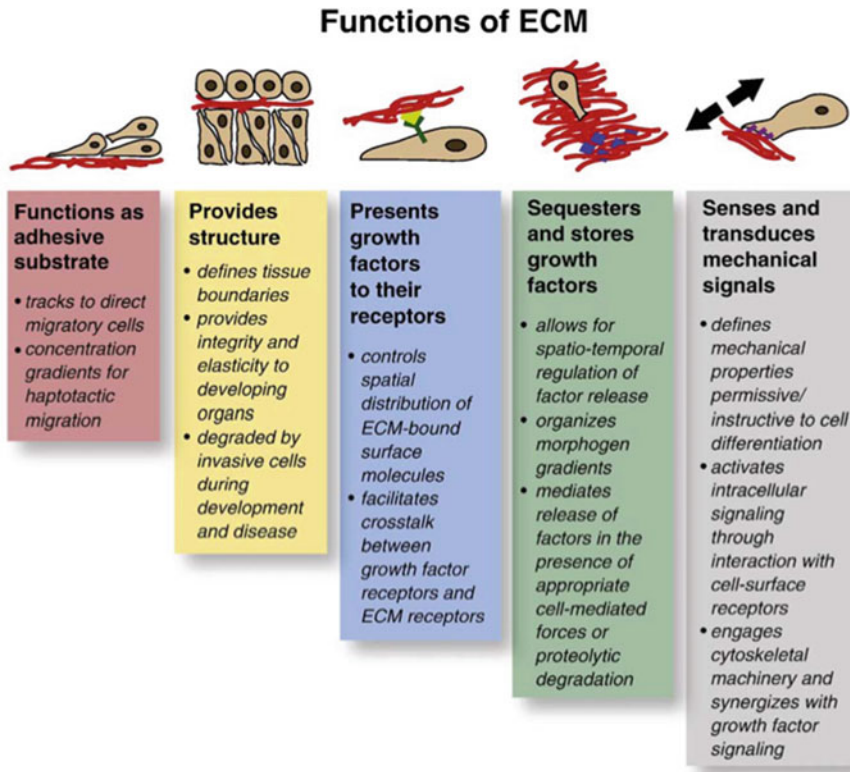 Functions of ECM
Functions as
adhesive
substrate
• tracks to direct
migratory cells
• concentration
gradients for
haptotactic
migration
Provides
structure
• defines tissue
boundaries
• provides
integrity and
elasticity to
developing
organs
• degraded by
invasive cells
during
development
and disease
Presents
growth
factors
to their
receptors
• controls
spatial
distribution of
ECM-bound
surface
molecules
• facilitates
crosstalk
between
growth factor
receptors and
ECM receptors
Sequesters
and stores
growth
factors
• allows for
spatio-temporal
regulation of
factor release
• organizes
morphogen
gradients
• mediates
release of
factors in the
presence of
appropriate
cell-mediated
forces or
proteolytic
degradation
Senses and
transduces
mechanical
signals
• defines
mechanical
properties
permissive/
instructive to cell
differentiation
• activates
intracellular
signaling
through
interaction with
cell-surface
receptors
• engages
cytoskeletal
machinery and
synergizes with
growth factor
signaling